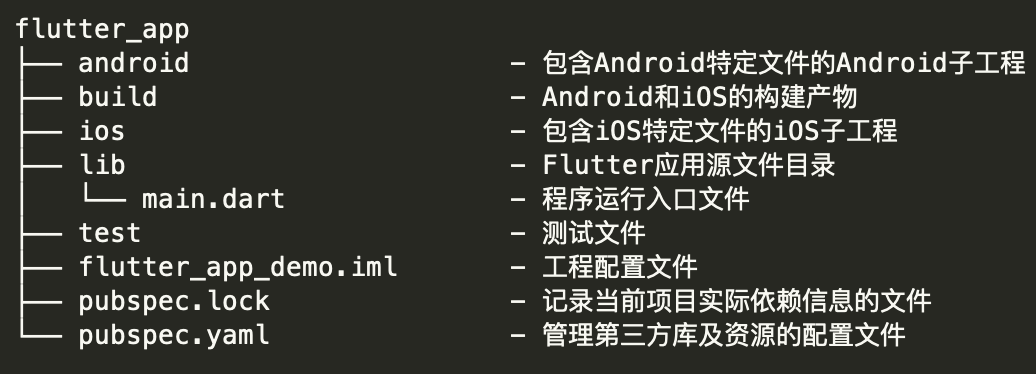 flutter_app
├── android - 包含Android特定文件的Android子工程
├── build - Android和iOS的构建产物
├── ios - 包含iOS特定文件的iOS子工程
├── lib - Flutter应用源文件目录
│   └── main.dart - 程序运行入口文件
├── test - 测试文件
├── flutter_app_demo.iml - 工程配置文件
├── pubspec.lock - 记录当前项目实际依赖信息的文件
└── pubspec.yaml - 管理第三方库及资源的配置文件